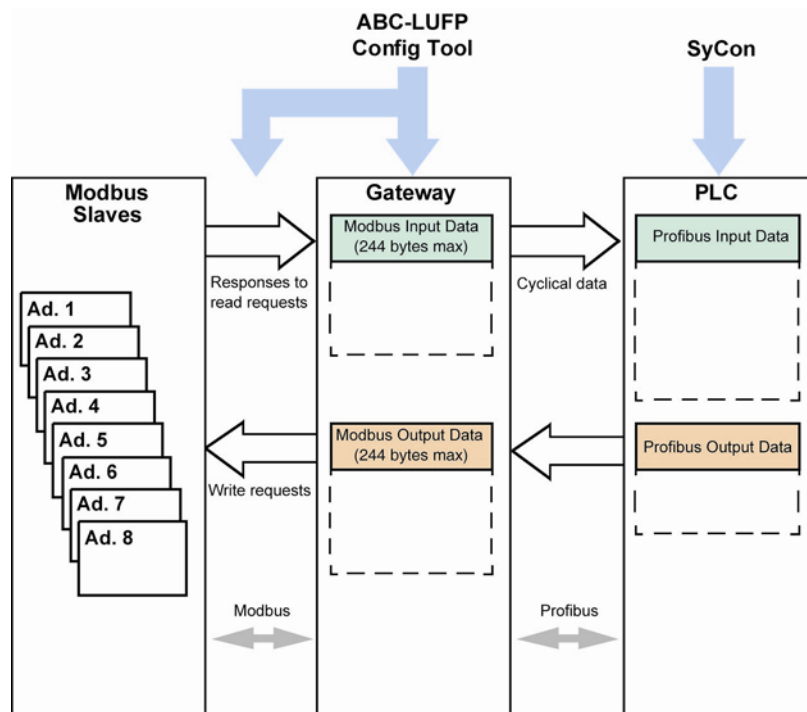 ABC-LUFP
Config Tool
SyCon
Modbus
Slaves
Gateway
PLC
Modbus Input Data
(244 bytes max)
Profibus Input Data
Responses to
read requests
Cyclical data
Ad. 1
Ad. 2
Ad. 3
Ad. 4
Ad. 5
Ad. 6
Ad. 7
Ad. 8
Modbus Output Data
(244 bytes max)
Profibus Output Data
Write requests
Modbus
Profibus